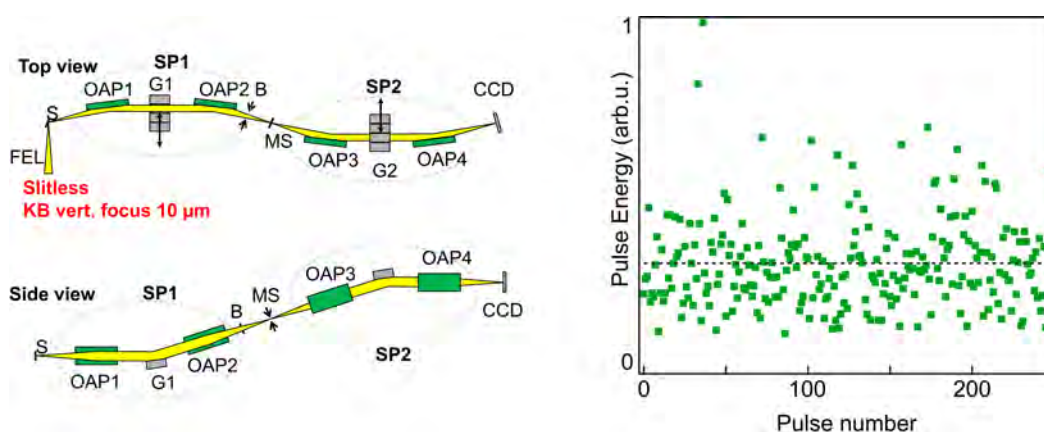 Top view
SP1
OAP1
G1
OAP2
B
SP2
CCD
S
MS
OAP3
G2
OAP4
FEL
Slitless
KB vert. focus 10 µm
Side view
SP1
OAP3
OAP4
MS
B
CCD
S
OAP1
G1
OAP2
SP2
1
Pulse Energy (arb.u.)
0
0
100
200
Pulse number